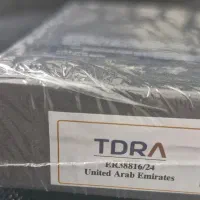 TDRA
ER38816/24
United Arab Emirates